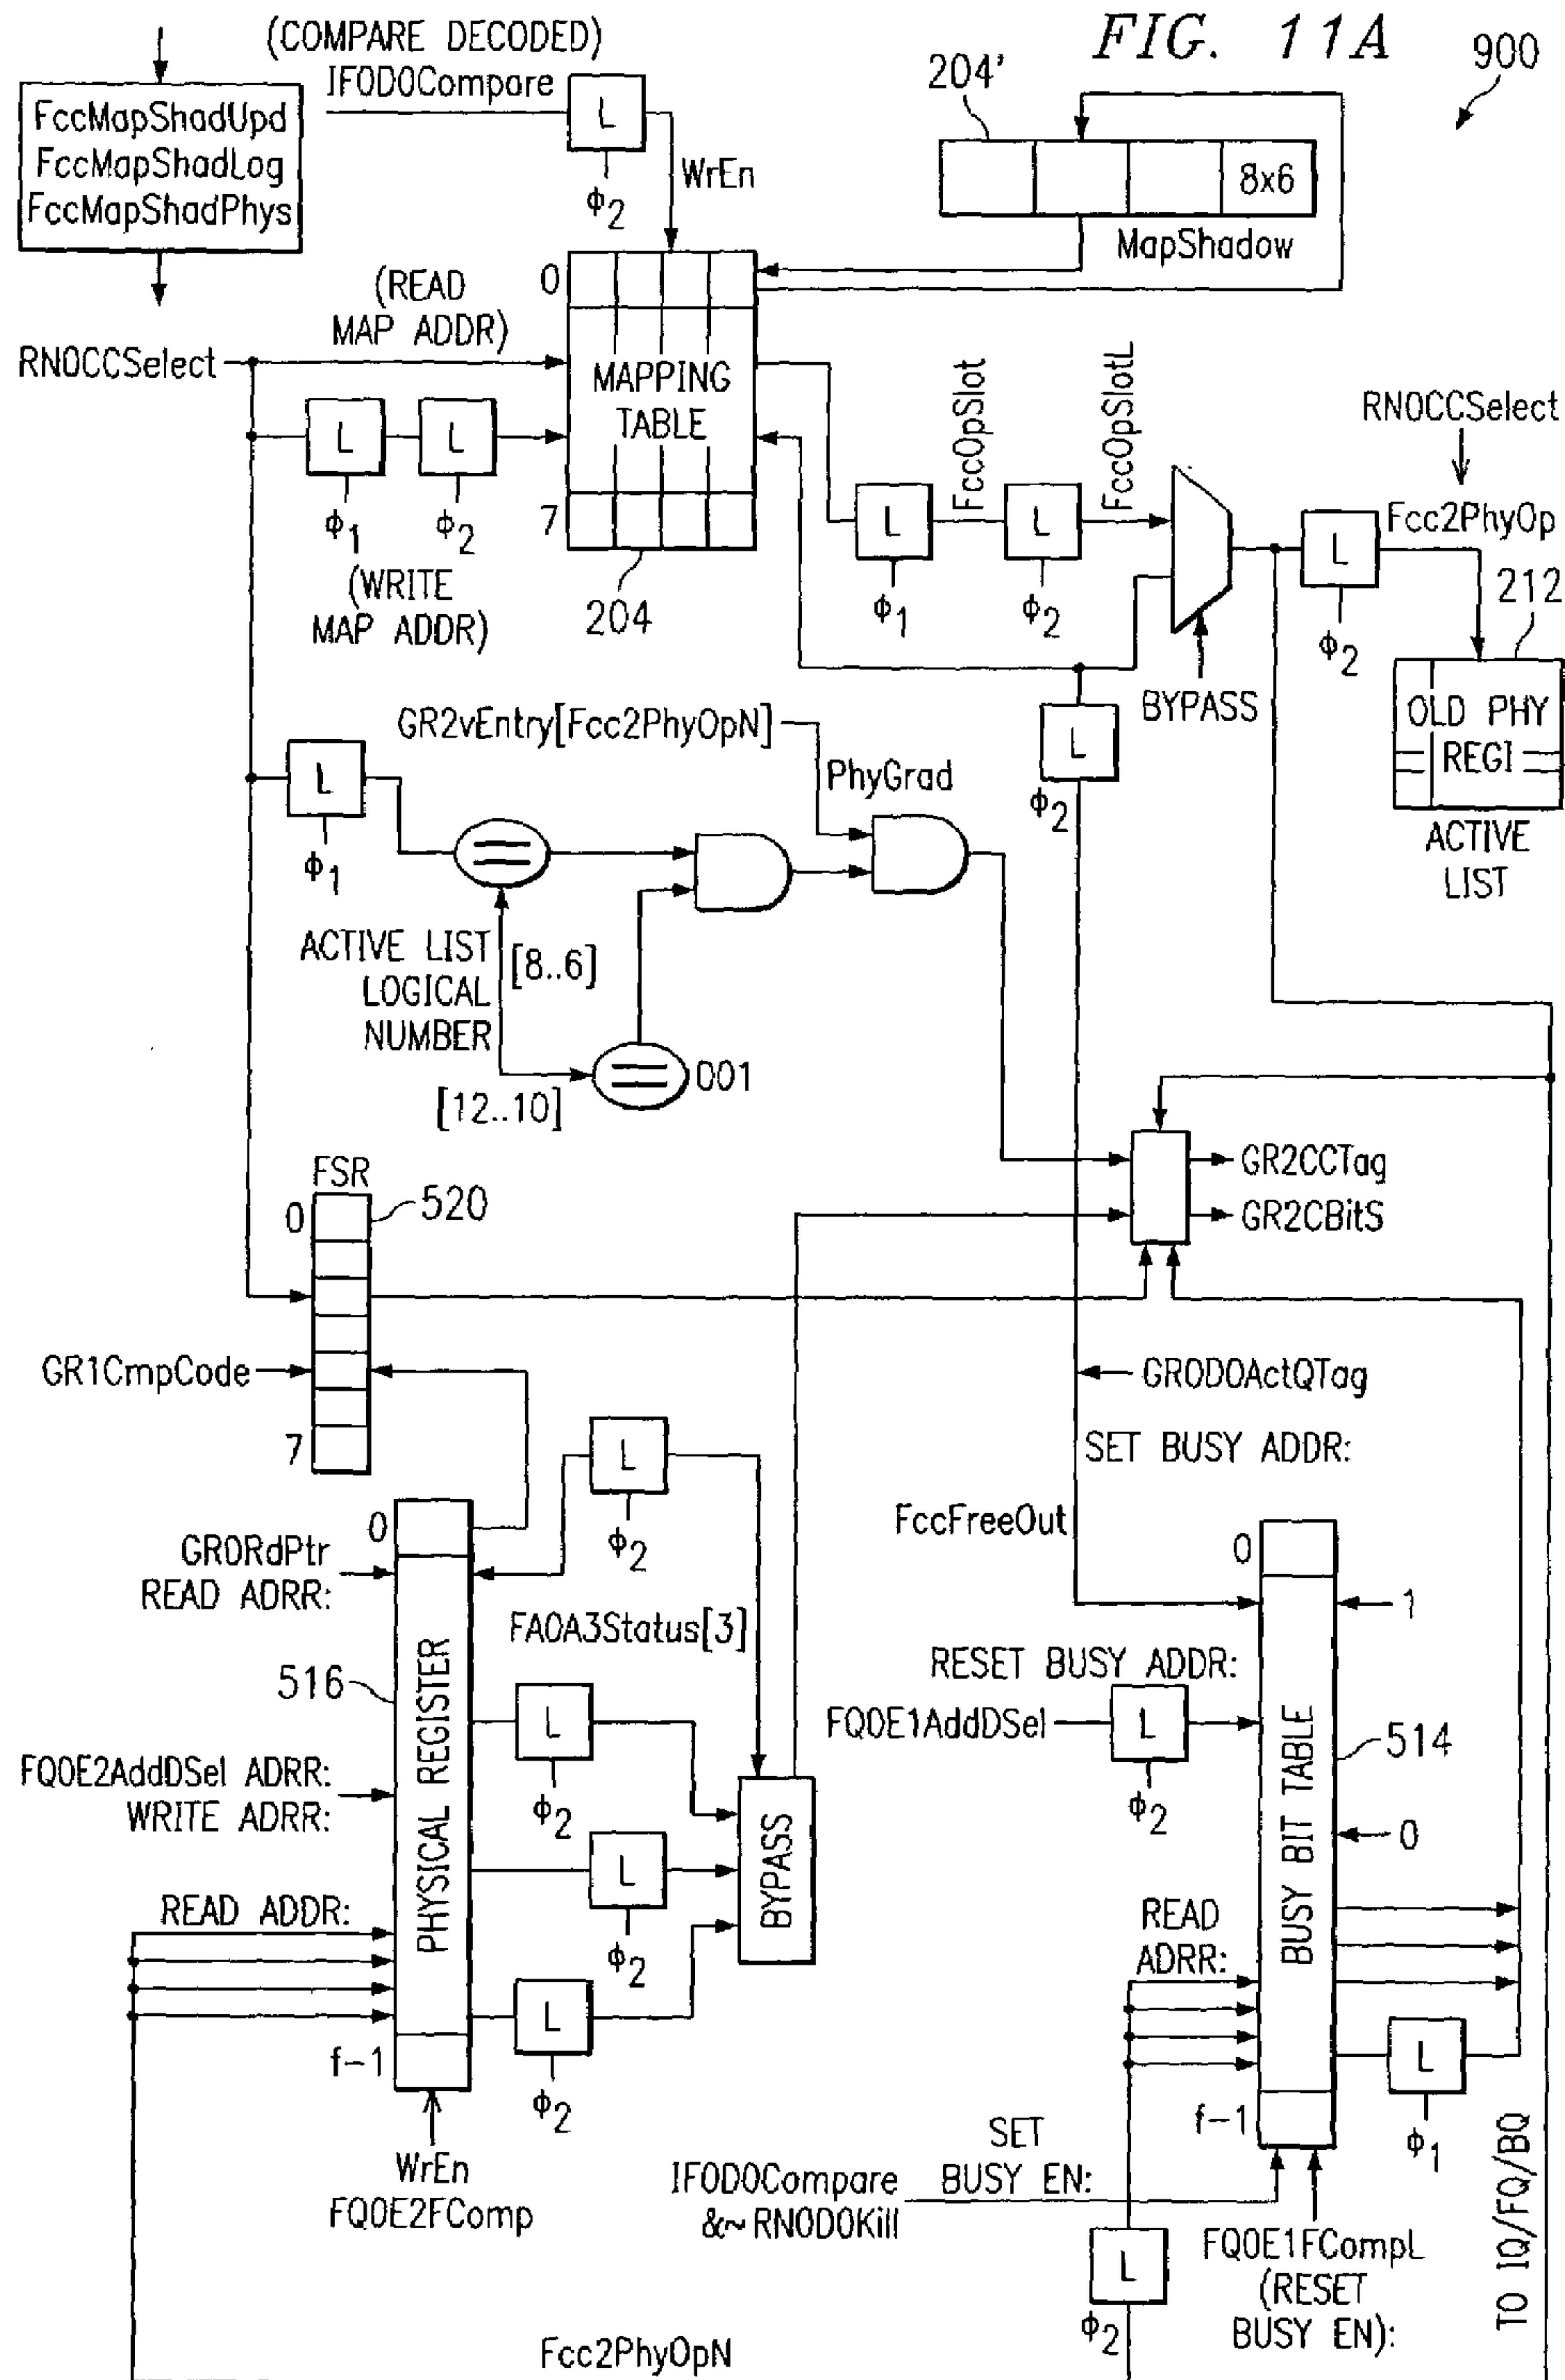 FIG. 11A
900
(COMPARE DECODED)
IF0D0Compare
L
ϕ2
WrEn
FccMapShadUpd
FccMapShadLog
FccMapShadPhys
204'
8x6
MapShadow
(READ
MAP ADDR)
RN0CCSelect
0
MAPPING
TABLE
7
204
L
ϕ1
L
ϕ2
(WRITE
MAP ADDR)
L
ϕ1
FccOpSlot
L
ϕ2
FccOpSlotL
BYPASS
L
ϕ2
RN0CCSelect
Fcc2PhyOp
212
OLD PHY
REGI
ACTIVE
LIST
GR2vEntry[Fcc2PhyOpN]
PhyGrad
L
ϕ2
L
ϕ1
=
ACTIVE LIST
LOGICAL
NUMBER
[8..6]
[12..10]
=
001
GR2CCTag
GR2CBitS
FSR
520
0
7
GR1CmpCode
GR0D0ActQTag
SET BUSY ADDR:
FccFreeOut
L
ϕ2
0
GR0RdPtr
READ ADRR:
FA0A3Status[3]
516
PHYSICAL REGISTER
L
ϕ2
FQ0E2AddDSel ADRR:
WRITE ADRR:
L
ϕ2
BYPASS
READ ADDR:
L
ϕ2
f-1
WrEn
FQ0E2FComp
0
1
RESET BUSY ADDR:
FQ0E1AddDSel
L
ϕ2
BUSY BIT TABLE
514
0
READ
ADRR:
f-1
L
ϕ1
SET
BUSY EN:
IF0D0Compare
&~ RN0D0Kill
L
ϕ2
FQ0E1FCompL
(RESET
BUSY EN):
TO IQ/FQ/BQ
Fcc2PhyOpN